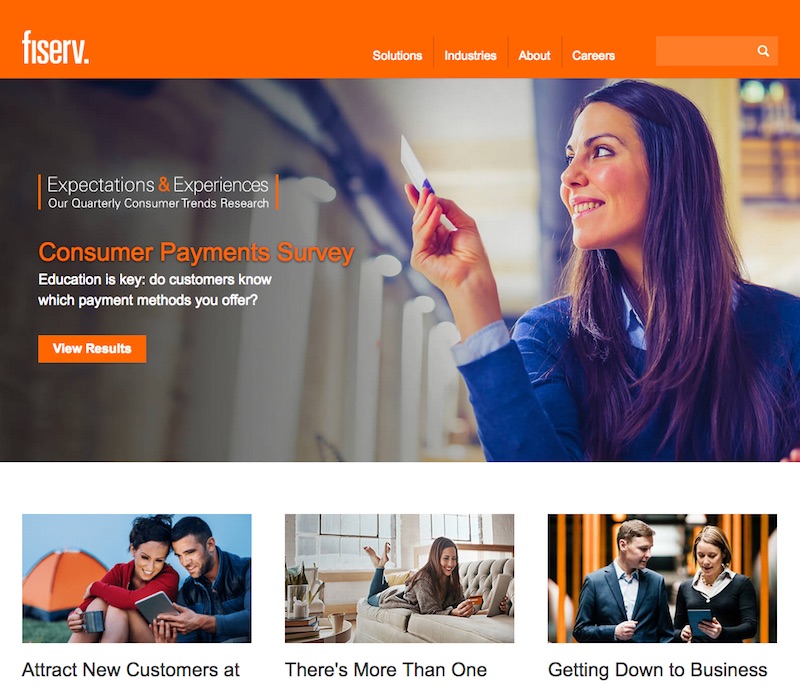 fiserv.
Solutions
Industries
About
Careers
Expectations & Experiences
Our Quarterly Consumer Trends Research
Consumer Payments Survey
Education is key: do customers know
which payment methods you offer?
View Results
Attract New Customers at
There's More Than One
Getting Down to Business